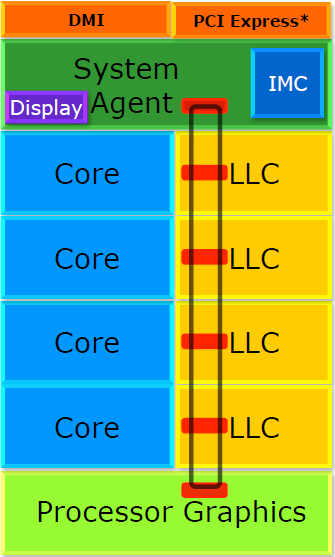 DMI
PCI Express*
System
Agent
IMC
Display
Core
LLC
Core
LLC
Core
LLC
Core
LLC
Processor Graphics